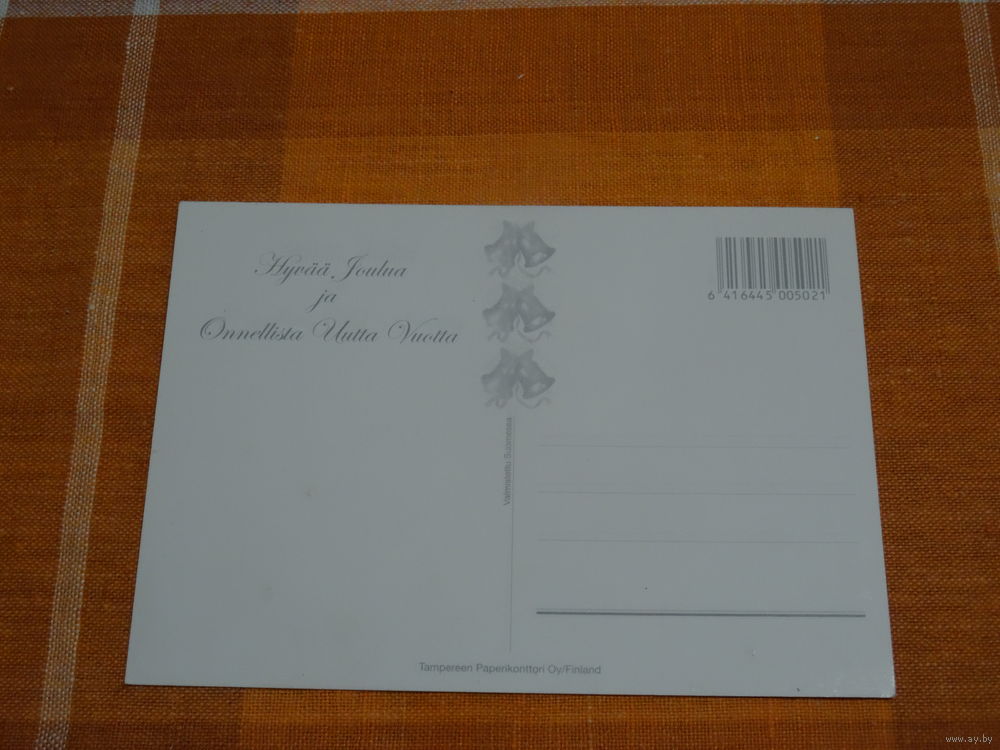 Hyvää Joulua
ja
Onnellista Uutta Vuotta
6 416445 005021
Valmistettu Suomessa
Tampereen Paperikonttori Oy/Finland
www.ay.by